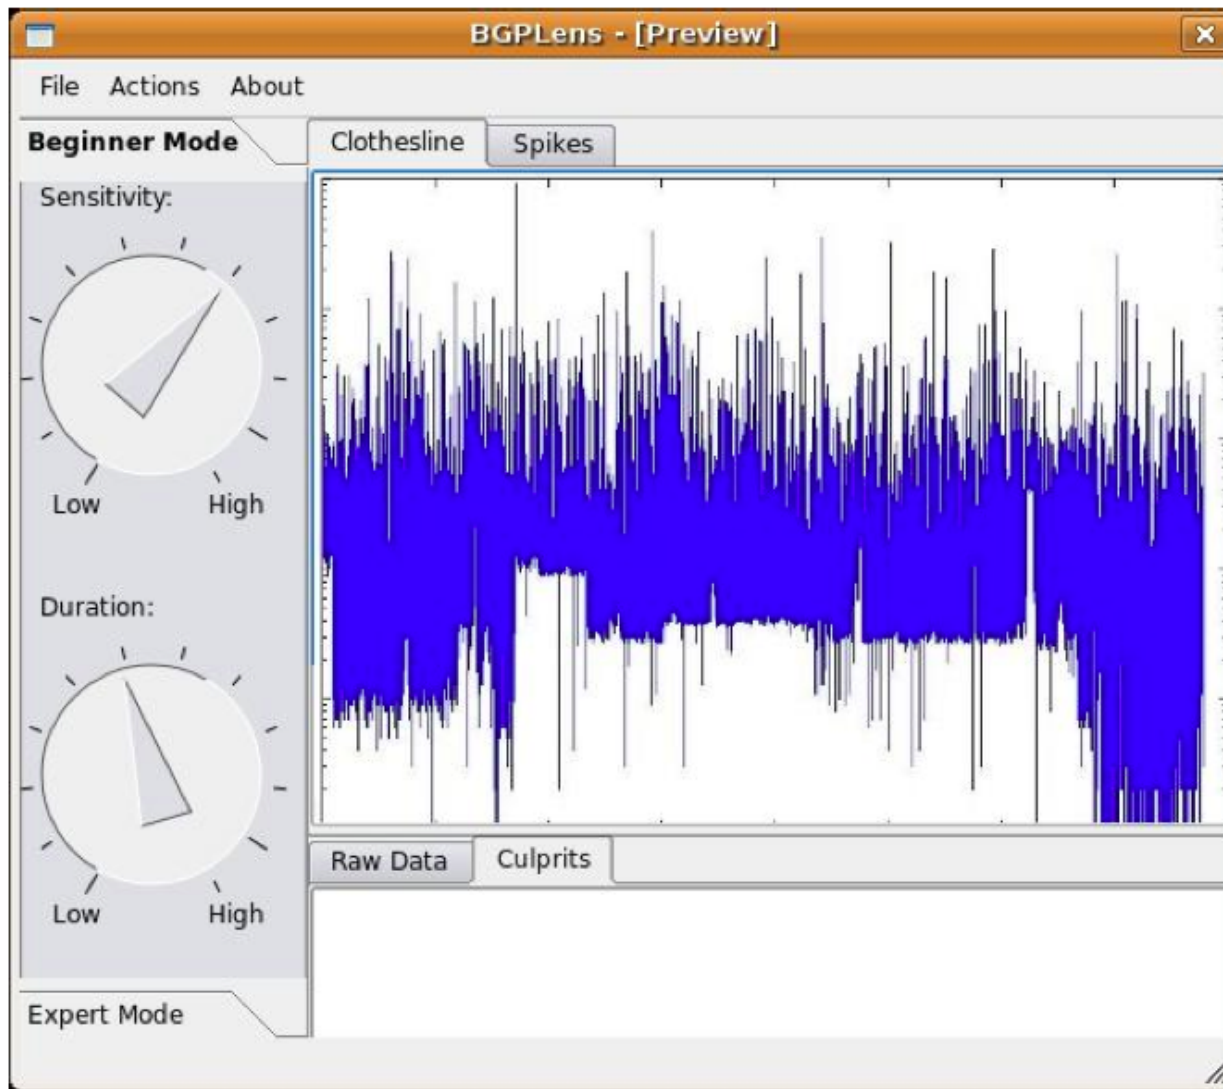 BGPLens - [Preview]
File Actions About
Beginner Mode
Clothesline Spikes
Sensitivity:
Low High
Duration:
Low High
Raw Data Culprits
Expert Mode